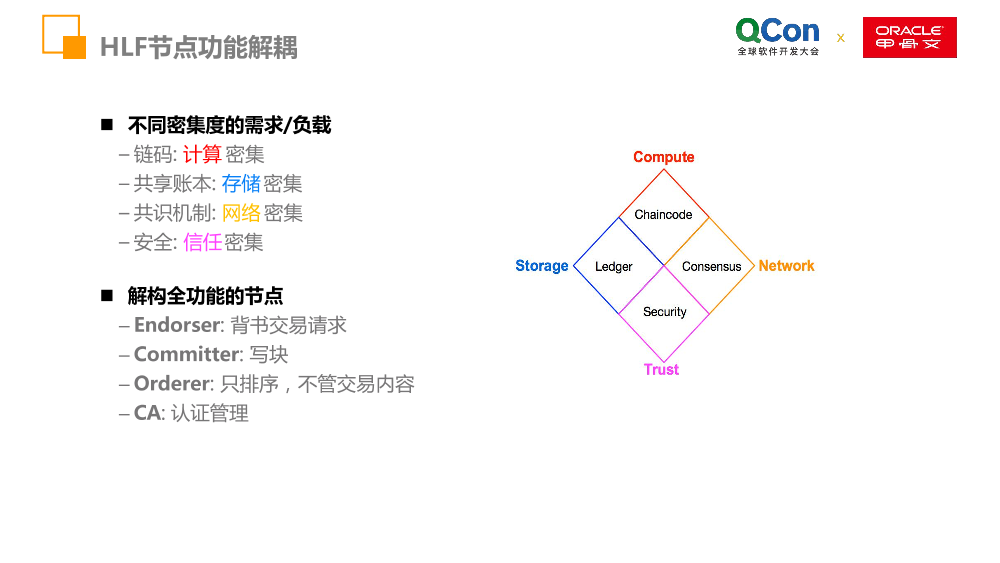 HLF节点功能解耦
QCon
全球软件开发大会
x
ORACLE
甲骨文
■ 不同密集度的需求/负载
– 链码: 计算密集
– 共享账本: 存储密集
– 共识机制: 网络密集
– 安全: 信任密集
■ 解构全功能的节点
– Endorser: 背书交易请求
– Committer: 写块
– Orderer: 只排序，不管交易内容
– CA: 认证管理
Compute
Chaincode
Storage
Ledger
Consensus
Network
Security
Trust